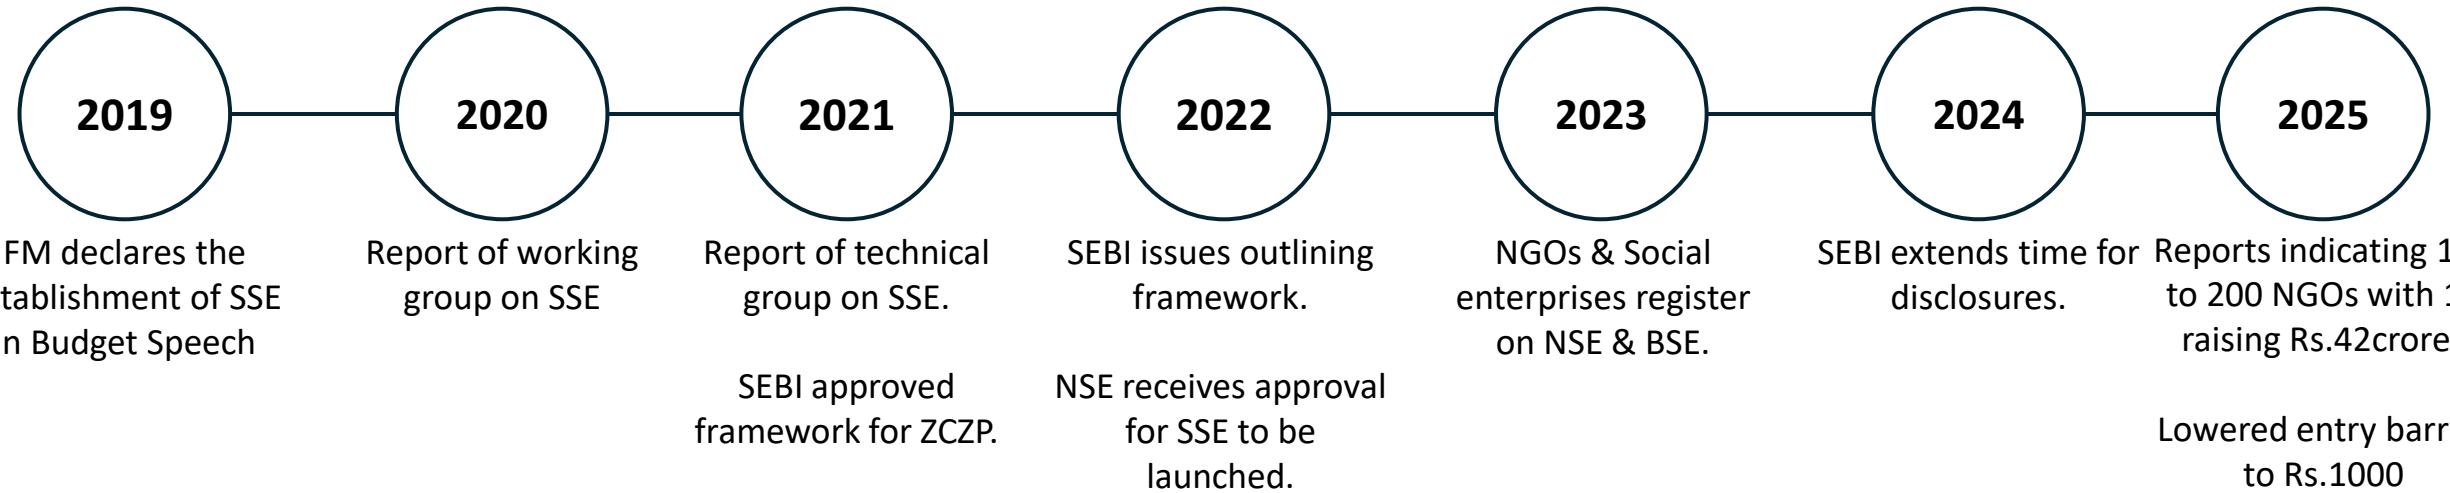 2019
2020
2021
2022
2023
2024
2025
FM declares the
tablishment of SSE
n Budget Speech
Report of working
group on SSE
Report of technical
group on SSE.
SEBI approved
framework for ZCZP.
SEBI issues outlining
framework.
NSE receives approval
for SSE to be
launched.
NGOs & Social
enterprises register
on NSE & BSE.
SEBI extends time for
disclosures.
Reports indicating
to 200 NGOs with
raising Rs.42crore
Lowered entry barr
to Rs.1000